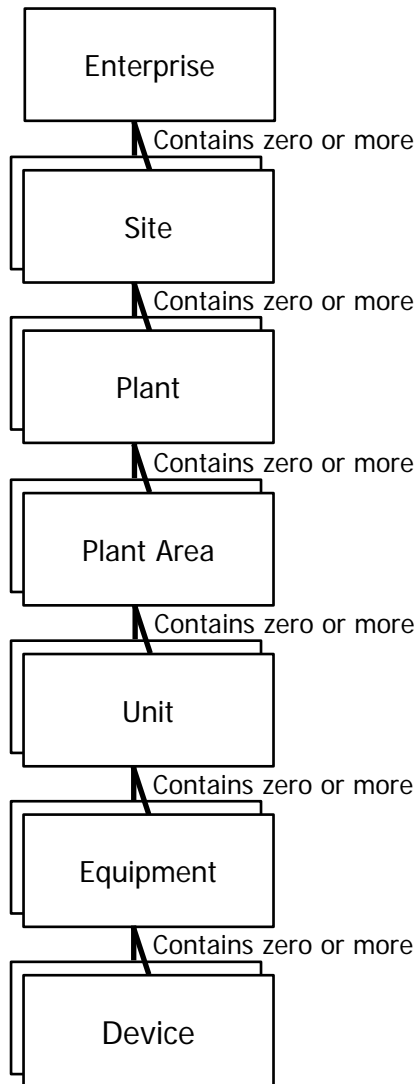 Enterprise
Contains zero or more
Site
Contains zero or more
Plant
Contains zero or more
Plant Area
Contains zero or more
Unit
Contains zero or more
Equipment
Contains zero or more
Device